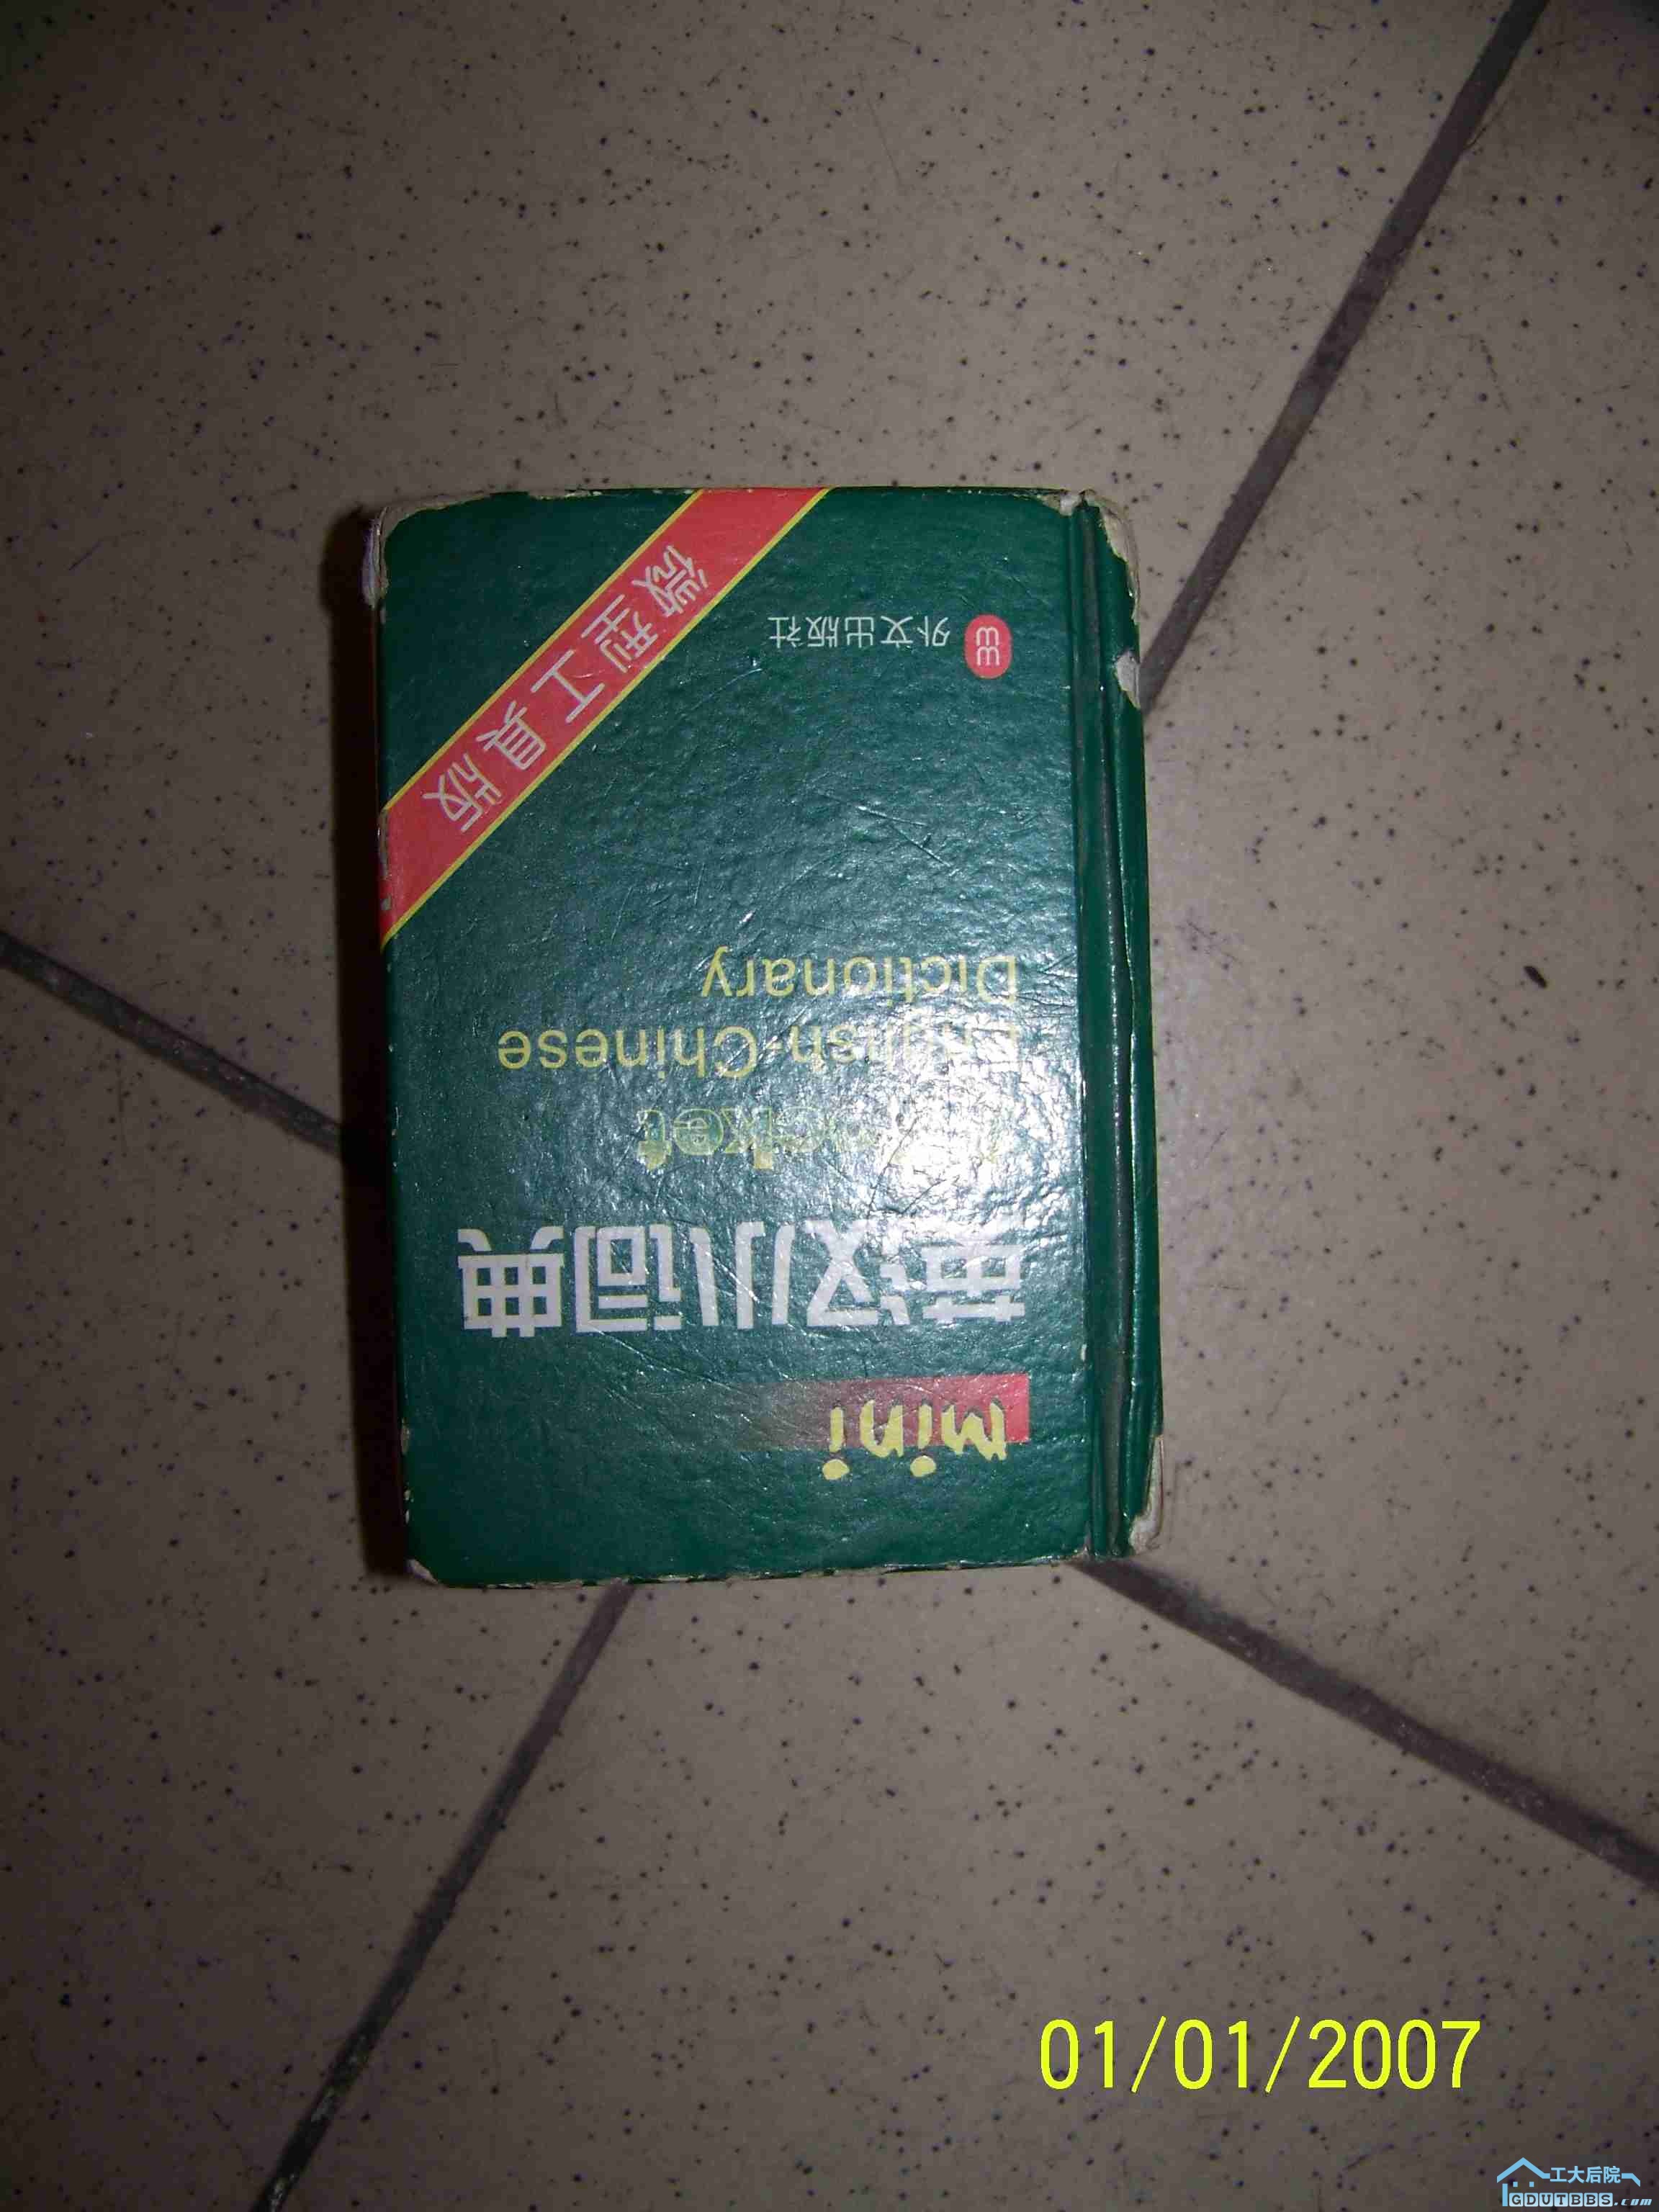 mini
英汉小词典
Pocket
English-Chinese
Dictionary
外文出版社
微型工具版
01/01/2007
工大后院
GDUTBBS.com